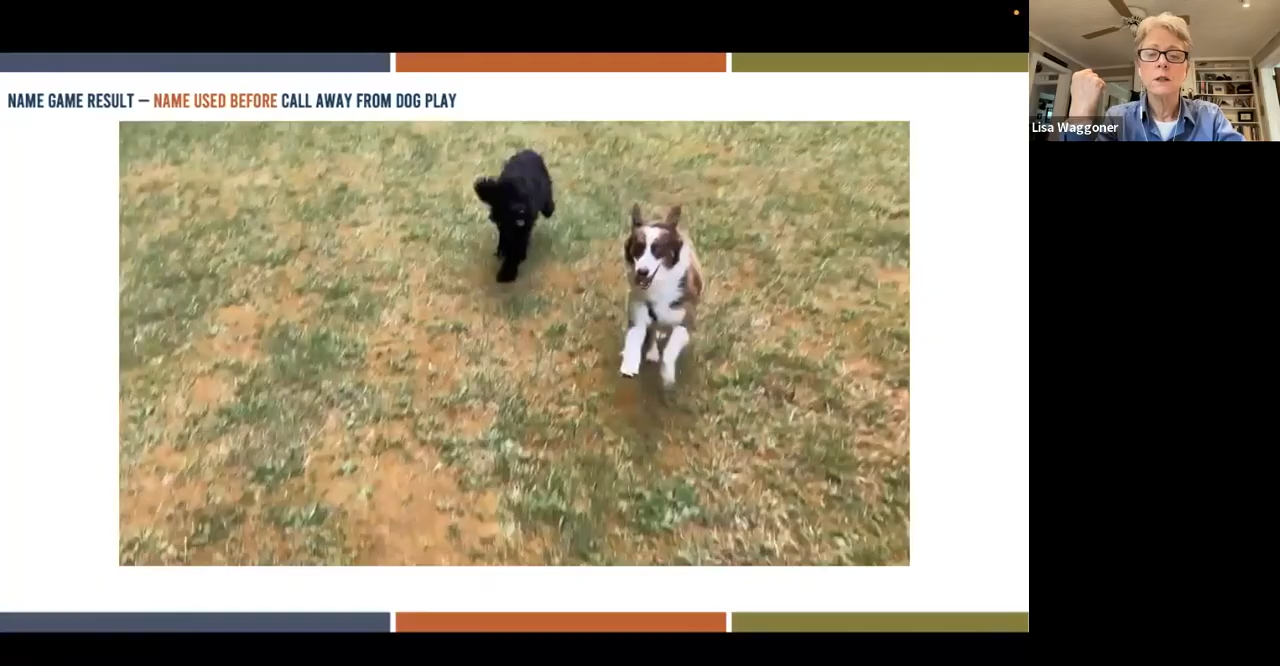 NAME GAME RESULT – NAME USED BEFORE CALL AWAY FROM DOG PLAY
Lisa Waggoner